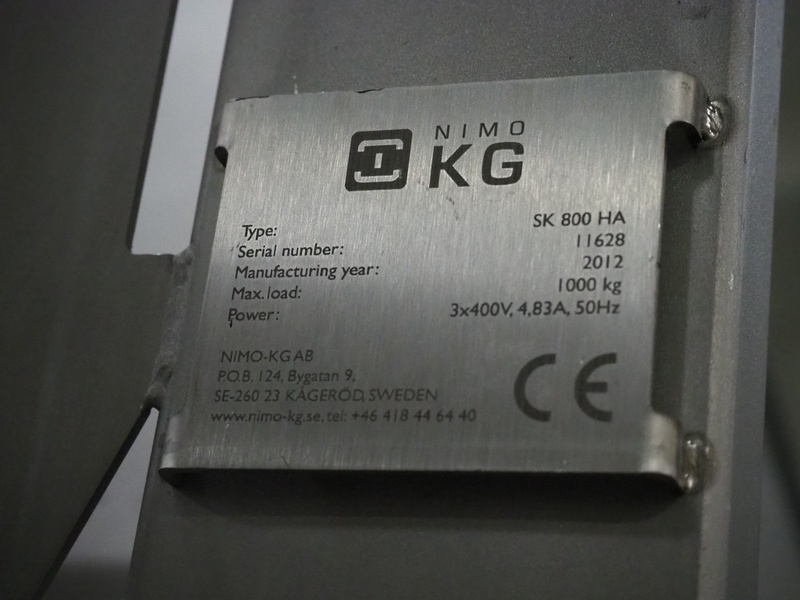 NIMO
KG
Type: SK 800 HA
Serial number: 11628
Manufacturing year: 2012
Max. load: 1000 kg
Power: 3x400V, 4,83A, 50Hz
NIMO-KG AB
P.O.B. 124, Bygatan 9,
SE-260 23 KÅGERÖD, SWEDEN
www.nimo-kg.se, tel: +46 418 44 64 40
CE